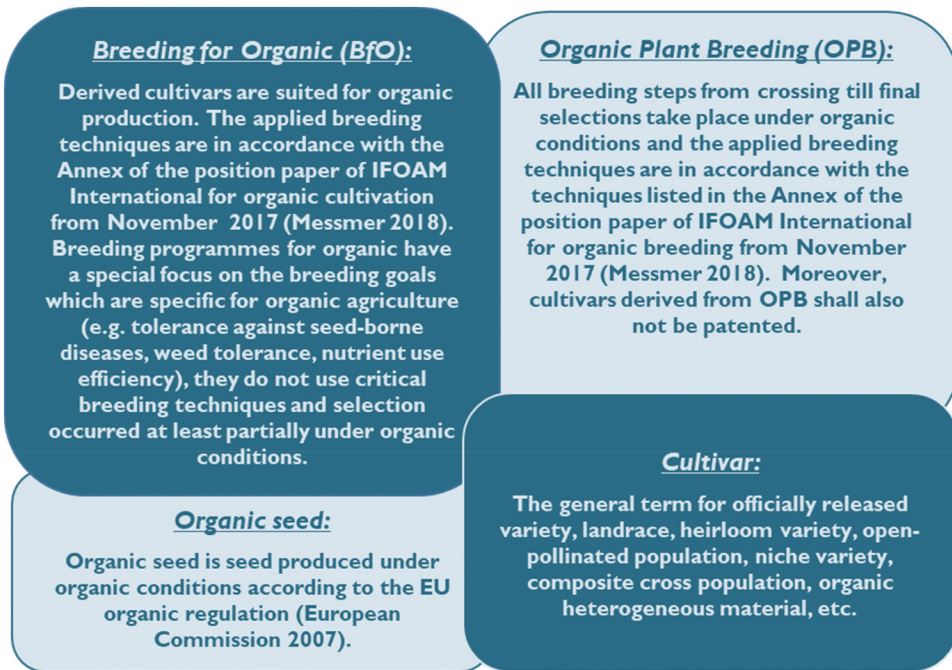 Breeding for Organic (BfO):
Derived cultivars are suited for organic
production. The applied breeding
techniques are in accordance with the
Annex of the position paper of IFOAM
International for organic cultivation
from November 2017 (Messmer 2018).
Breeding programmes for organic have
a special focus on the breeding goals
which are specific for organic agriculture
(e.g. tolerance against seed-borne
diseases, weed tolerance, nutrient use
efficiency), they do not use critical
breeding techniques and selection
occurred at least partially under organic
conditions.
Organic Plant Breeding (OPB):
All breeding steps from crossing till final
selections take place under organic
conditions and the applied breeding
techniques are in accordance with the
techniques listed in the Annex of the
position paper of IFOAM International
for organic breeding from November
2017 (Messmer 2018). Moreover,
cultivars derived from OPB shall also
not be patented.
Organic seed:
Organic seed is seed produced under
organic conditions according to the EU
organic regulation (European
Commission 2007).
Cultivar:
The general term for officially released
variety, landrace, heirloom variety, open-
pollinated population, niche variety,
composite cross population, organic
heterogeneous material, etc.